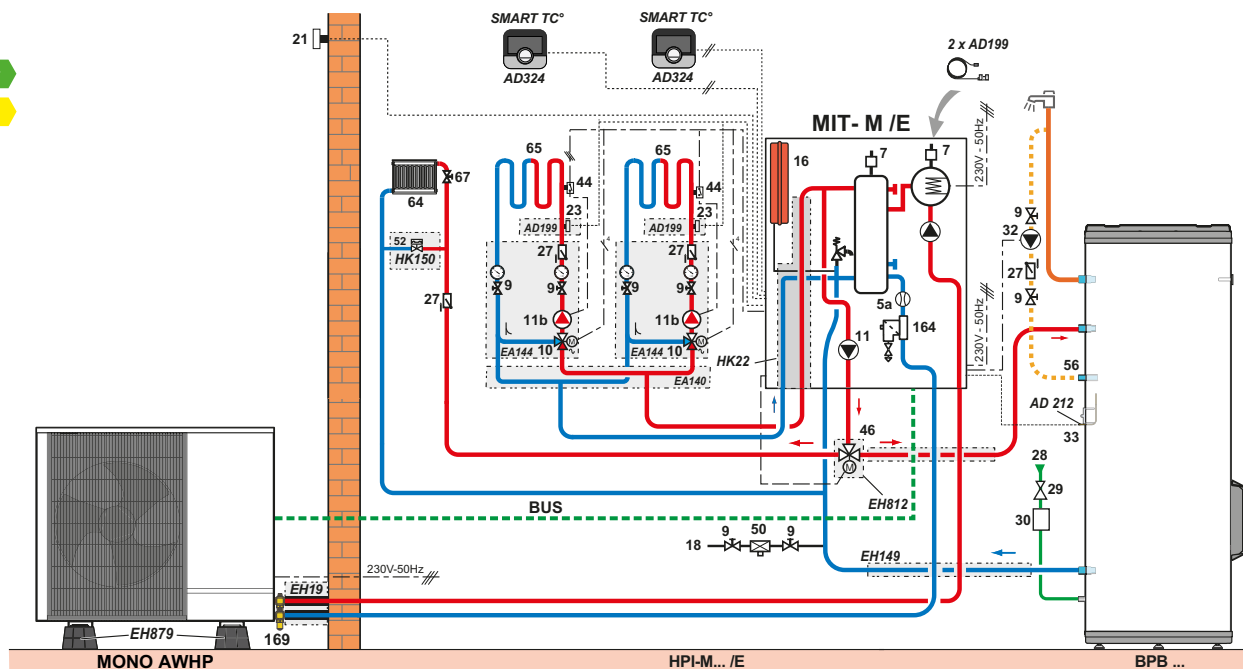 SMART TC°
SMART TC°
21
AD324
AD324
2 x AD199
MIT- M /E
230V - 50Hz
16
7
7
65
65
67
64
44
44
23
23
AD199
AD199
52
HK150
27
27
27
9
9
9
9
11b
11b
10
10
M
M
EA144
EA144
EA140
HK22
5a
164
11
230V - 50Hz
9
32
27
9
56
AD 212
33
46
M
EH812
28
29
30
BUS
18
9
50
9
EH149
230V-50Hz
EH19
EH879
169
MONO AWHP
HPI-M... /E
BPB ...